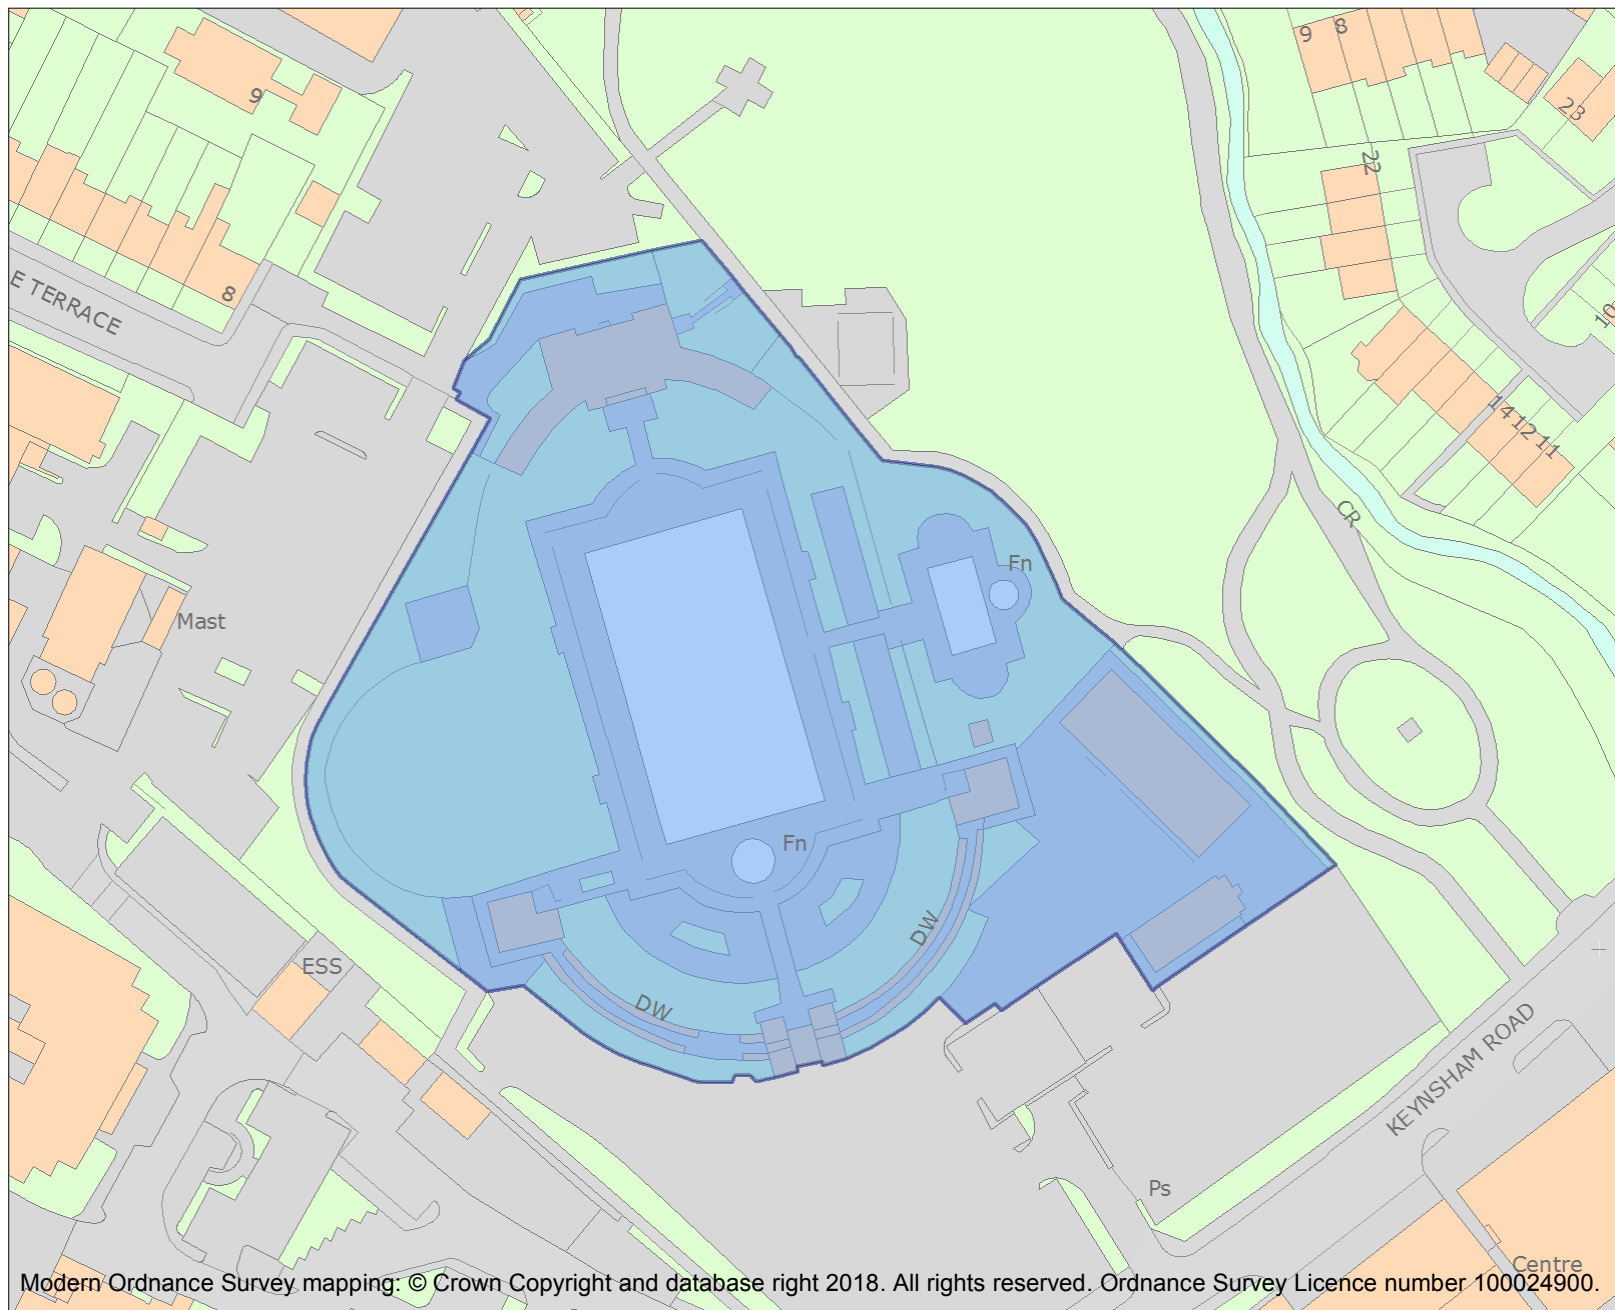 9
8
9
23
22
E TERRACE
8
10
14
12
11
CR
Fn
Mast
Fn
DW
ESS
DW
KEYNSHAM ROAD
Ps
Centre
Modern Ordnance Survey mapping: © Crown Copyright and database right 2018. All rights reserved. Ordnance Survey Licence number 100024900.